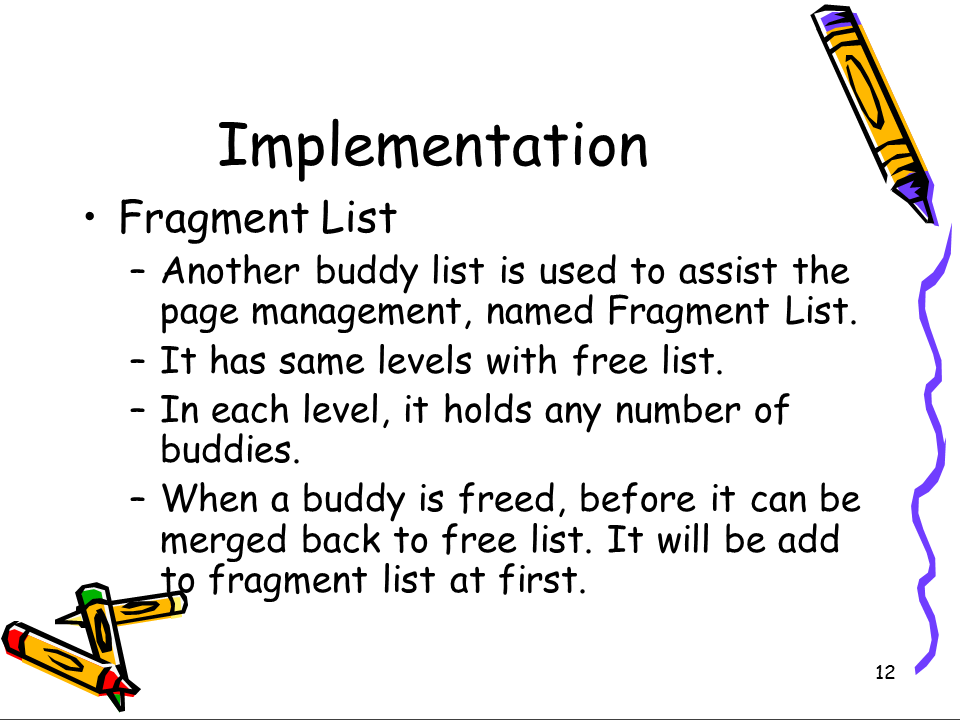 Implementation
• Fragment List
– Another buddy list is used to assist the
page management, named Fragment List.
– It has same levels with free list.
– In each level, it holds any number of
buddies.
– When a buddy is freed, before it can be
merged back to free list. It will be add
to fragment list at first.
12